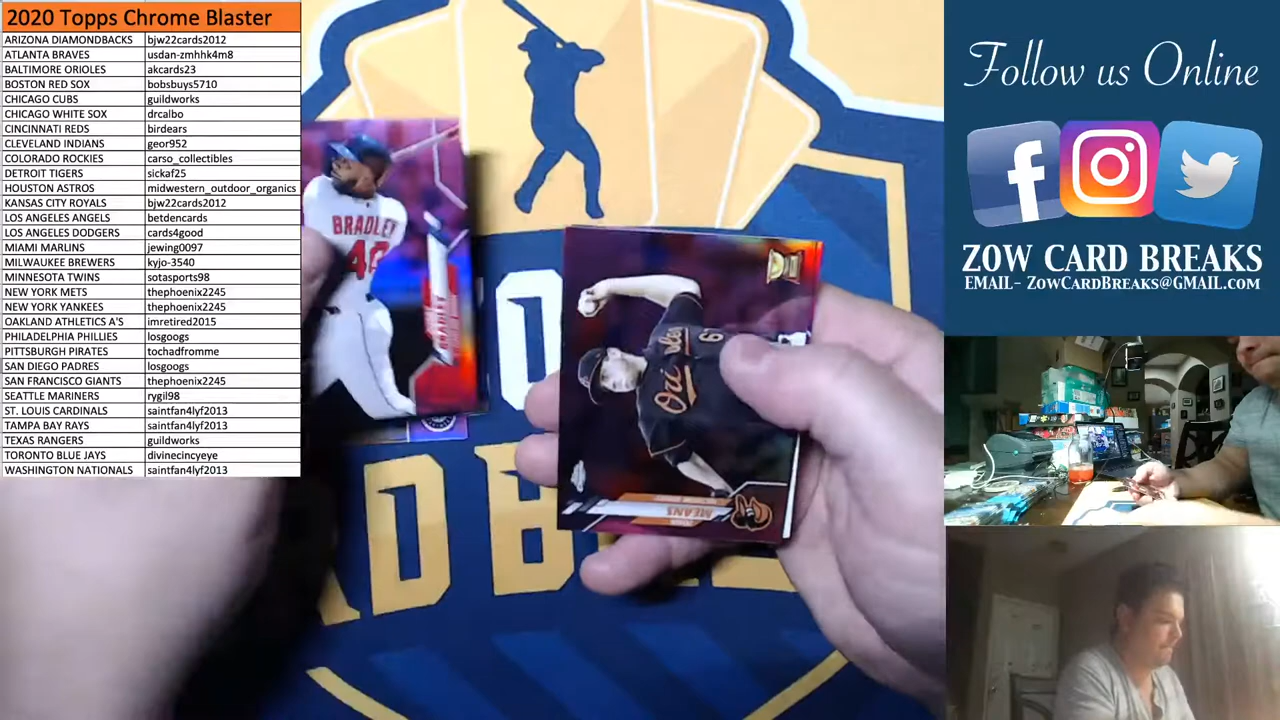 2020 Topps Chrome Blaster
ARIZONA DIAMONDBACKS bjw22cards2012
ATLANTA BRAVES usdan-zmhhk4m8
BALTIMORE ORIOLES akcards23
BOSTON RED SOX bobsbuys5710
CHICAGO CUBS guildworks
CHICAGO WHITE SOX drcalbo
CINCINNATI REDS birdears
CLEVELAND INDIANS geor952
COLORADO ROCKIES carso_collectibles
DETROIT TIGERS sickaf25
HOUSTON ASTROS midwestern_outdoor_organics
KANSAS CITY ROYALS bjw22cards2012
LOS ANGELES ANGELS betdencards
LOS ANGELES DODGERS cards4good
MIAMI MARLINS jewing0097
MILWAUKEE BREWERS kyjo-3540
MINNESOTA TWINS sotasports98
NEW YORK METS thephoenix2245
NEW YORK YANKEES thephoenix2245
OAKLAND ATHLETICS A'S imretired2015
PHILADELPHIA PHILLIES losgoogs
PITTSBURGH PIRATES tochadfromme
SAN DIEGO PADRES losgoogs
SAN FRANCISCO GIANTS thephoenix2245
SEATTLE MARINERS rygil98
ST. LOUIS CARDINALS saintfan4lyf2013
TAMPA BAY RAYS saintfan4lyf2013
TEXAS RANGERS guildworks
TORONTO BLUE JAYS divinecincyeye
WASHINGTON NATIONALS saintfan4lyf2013
BRADLEY
BRADLEY
Orioles
MEANS
Follow us Online
ZOW CARD BREAKS
EMAIL- ZOWCARDBREAKS@GMAIL.COM